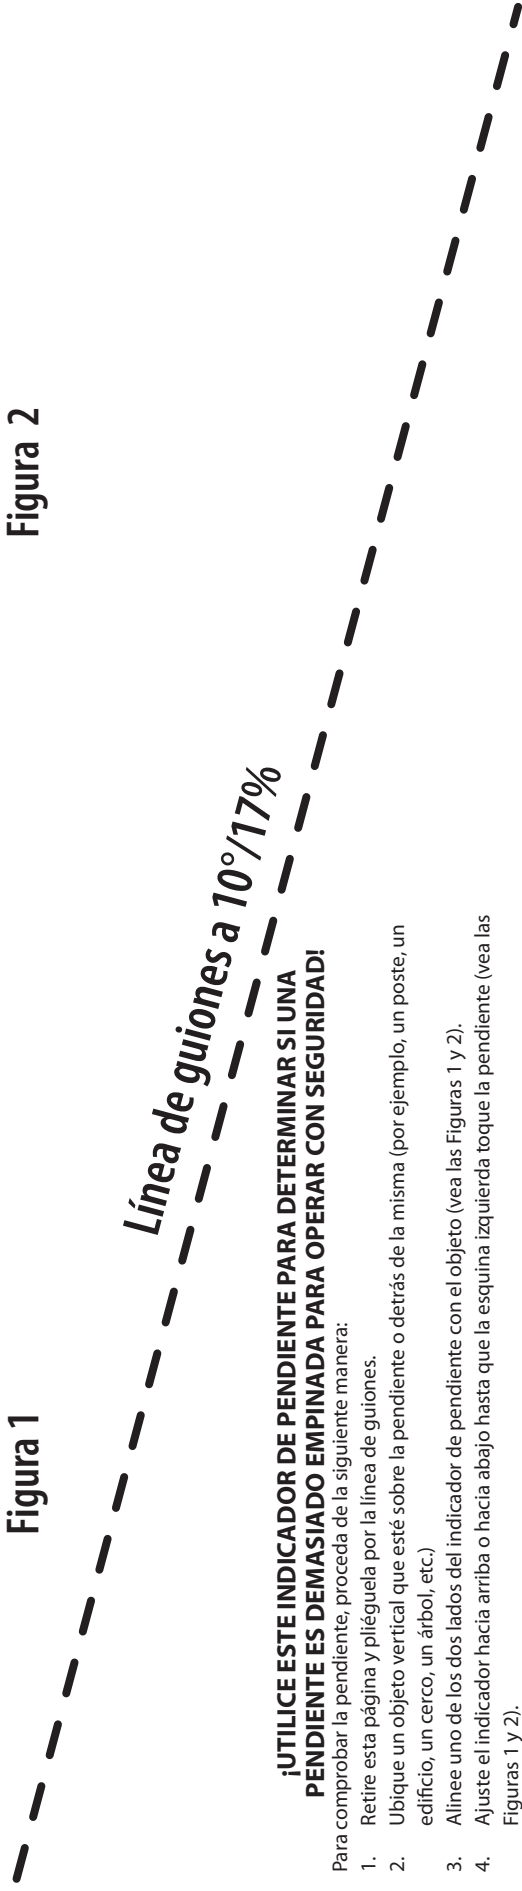 Figura 1
Figura 2
Línea de guiones a 10°/17%
¡UTILICE ESTE INDICADOR DE PENDIENTE PARA DETERMINAR SI UNA
PENDIENTE ES DEMASIADO EMPINADA PARA OPERAR CON SEGURIDAD!
Para comprobar la pendiente, proceda de la siguiente manera:
1. Retire esta página y pliéguela por la línea de guiones.
2. Ubique un objeto vertical que esté sobre la pendiente o detrás de la misma (por ejemplo, un poste, un
edificio, un cerco, un árbol, etc.)
3. Alinee uno de los dos lados del indicador de pendiente con el objeto (vea las Figuras 1 y 2).
4. Ajuste el indicador hacia arriba o hacia abajo hasta que la esquina izquierda toque la pendiente (vea las
Figuras 1 y 2).